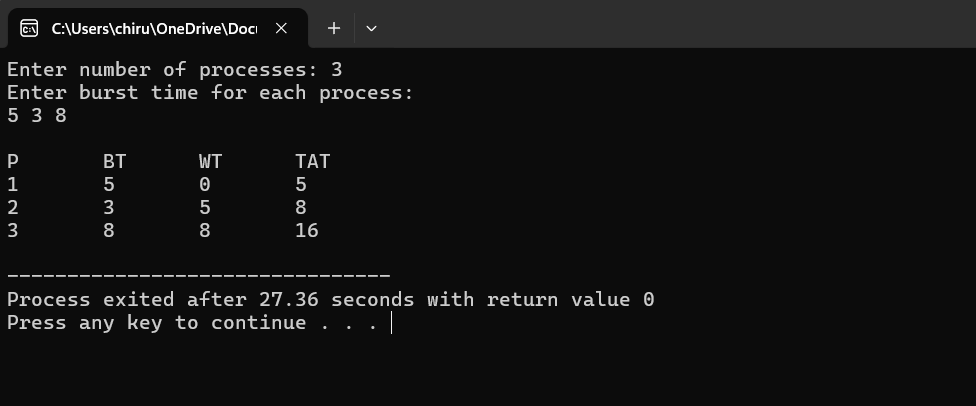 C:\Users\chiru\OneDrive\Docu
Enter number of processes: 3
Enter burst time for each process:
5 3 8
P BT WT TAT
1 5 0 5
2 3 5 8
3 8 8 16
--------------------------------
Process exited after 27.36 seconds with return value 0
Press any key to continue . . .